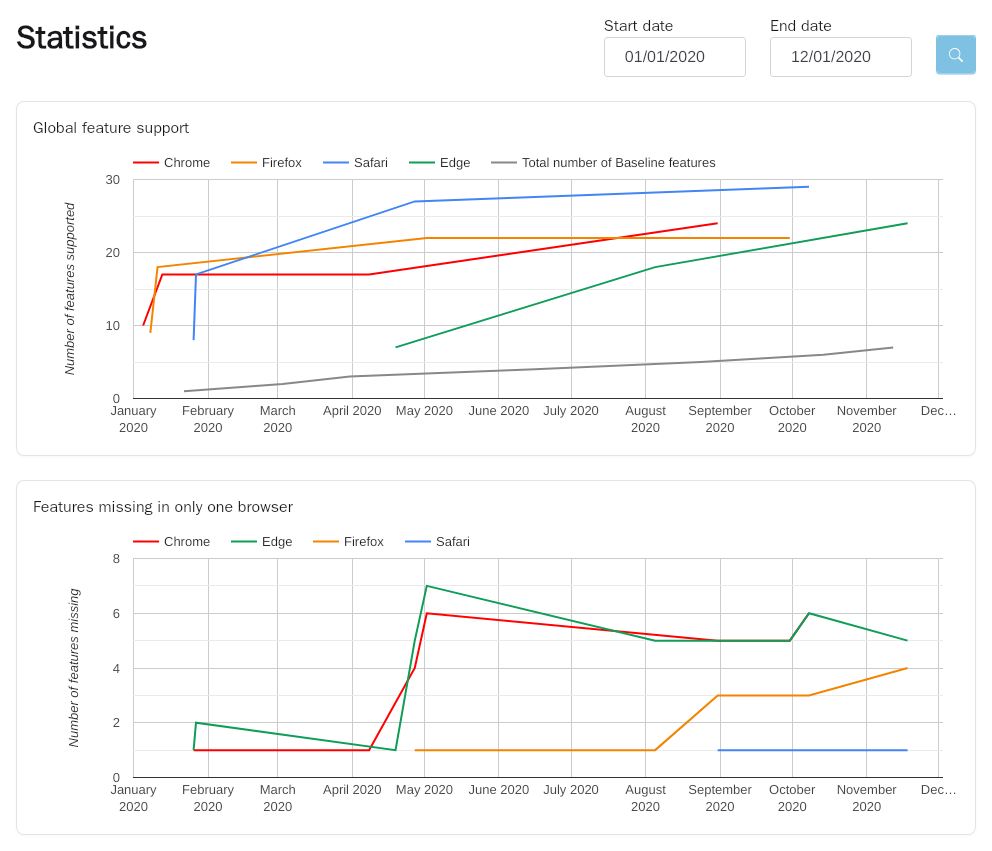 Statistics
Start date
End date
01/01/2020
12/01/2020
Global feature support
Chrome
Firefox
Safari
Edge
Total number of Baseline features
Number of features supported
30
20
10
0
January 2020
February 2020
March 2020
April 2020
May 2020
June 2020
July 2020
August 2020
September 2020
October 2020
November 2020
Dec…
Features missing in only one browser
Chrome
Edge
Firefox
Safari
Number of features missing
8
6
4
2
0
January 2020
February 2020
March 2020
April 2020
May 2020
June 2020
July 2020
August 2020
September 2020
October 2020
November 2020
Dec…